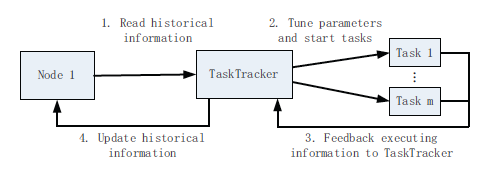 1. Read historical
information
2. Tune parameters
and start tasks
Node 1
TaskTracker
Task 1
⋮
Task m
4. Update historical
information
3. Feedback executing
information to TaskTracker